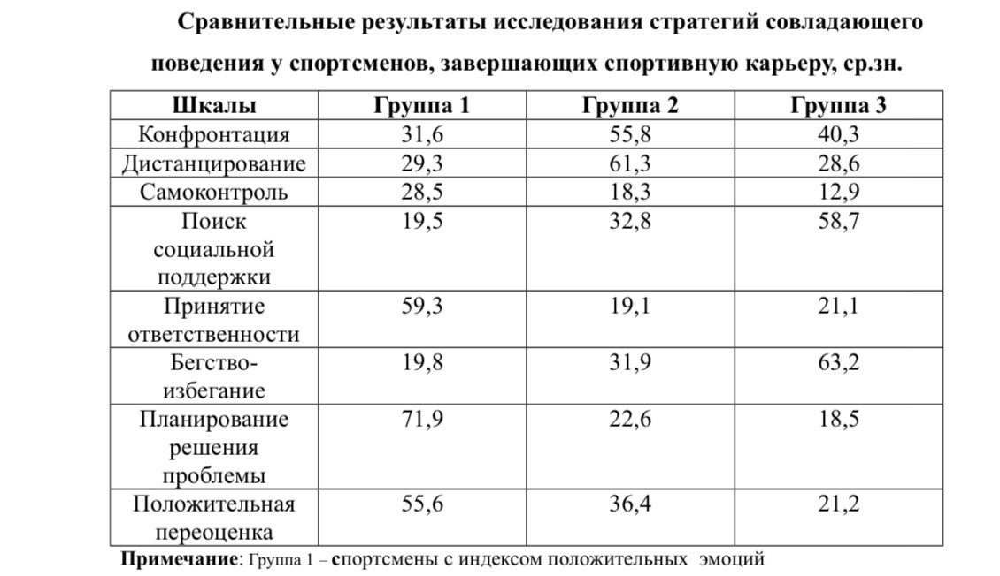 Сравнительные результаты исследования стратегий совладающего
поведения у спортсменов, завершающих спортивную карьеру, ср.зн.
Шкалы Группа 1 Группа 2 Группа 3
Конфронтация 31,6 55,8 40,3
Дистанцирование 29,3 61,3 28,6
Самоконтроль 28,5 18,3 12,9
Поиск 19,5 32,8 58,7
социальной
поддержки
Принятие 59,3 19,1 21,1
ответственности
Бегство- 19,8 31,9 63,2
избегание
Планирование 71,9 22,6 18,5
решения
проблемы
Положительная 55,6 36,4 21,2
переоценка
Примечание: Группа 1 – спортсмены с индексом положительных эмоций